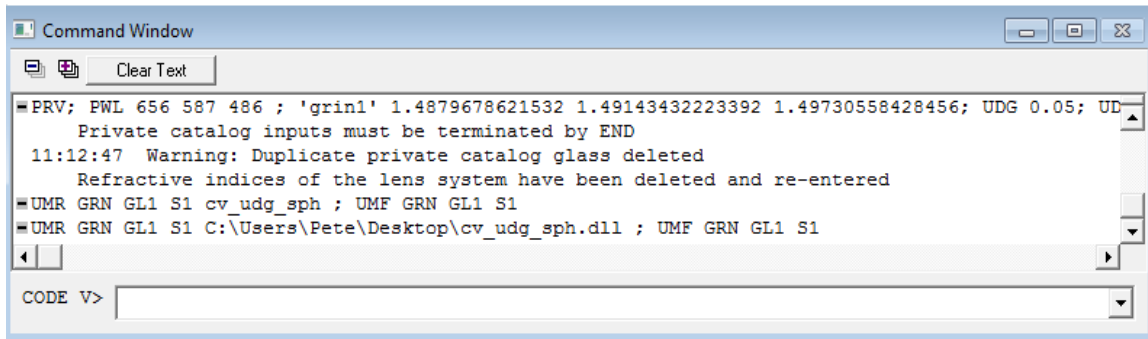 Command Window
Clear Text
PRV; PWL 656 587 486 ; 'grin1' 1.4879678621532 1.49143432223392 1.49730558428456; UDG 0.05; UD
Private catalog inputs must be terminated by END
11:12:47 Warning: Duplicate private catalog glass deleted
Refractive indices of the lens system have been deleted and re-entered
UMR GRN GL1 S1 cv_udg_sph ; UMF GRN GL1 S1
UMR GRN GL1 S1 C:\Users\Pete\Desktop\cv_udg_sph.dll ; UMF GRN GL1 S1
CODE V>